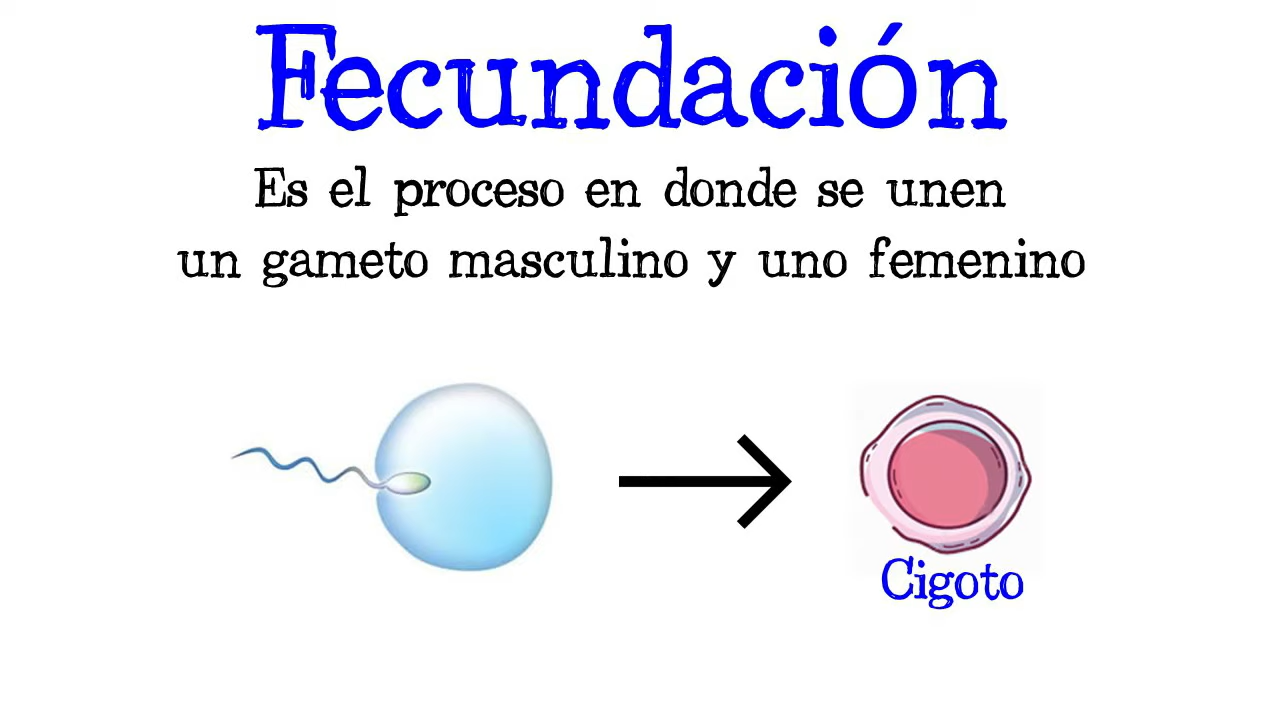 Fecundación
Es el proceso en donde se unen
un gameto masculino y uno femenino
Cigoto